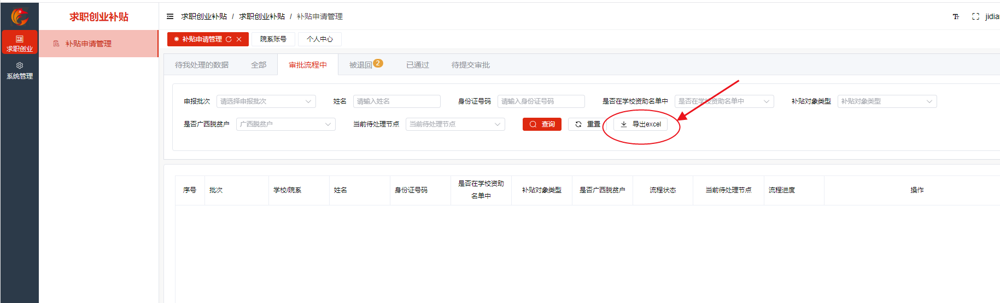 求职创业补贴
求职创业 / 求职创业补贴 / 补贴申请管理
jidia
求职创业
系统管理
补贴申请管理
补贴申请管理 院系账号 个人中心
待我处理的数据 全部 审批流程中 被退回 2 已通过 待提交审批
申报批次 请选择申报批次 姓名 请输入姓名 身份证号码 请输入身份证号码 是否在学校资助名单中 是否在学校资助名单中 补贴对象类型 补贴对象类型
是否广西脱贫户 广西脱贫户 当前待处理节点 当前待处理节点 查询 重置 导出excel
序号 批次 学校/院系 姓名 身份证号码 是否在学校资助
名单中 补贴对象类型 是否广西脱贫户 流程状态 当前待处理节点 流程进度 操作